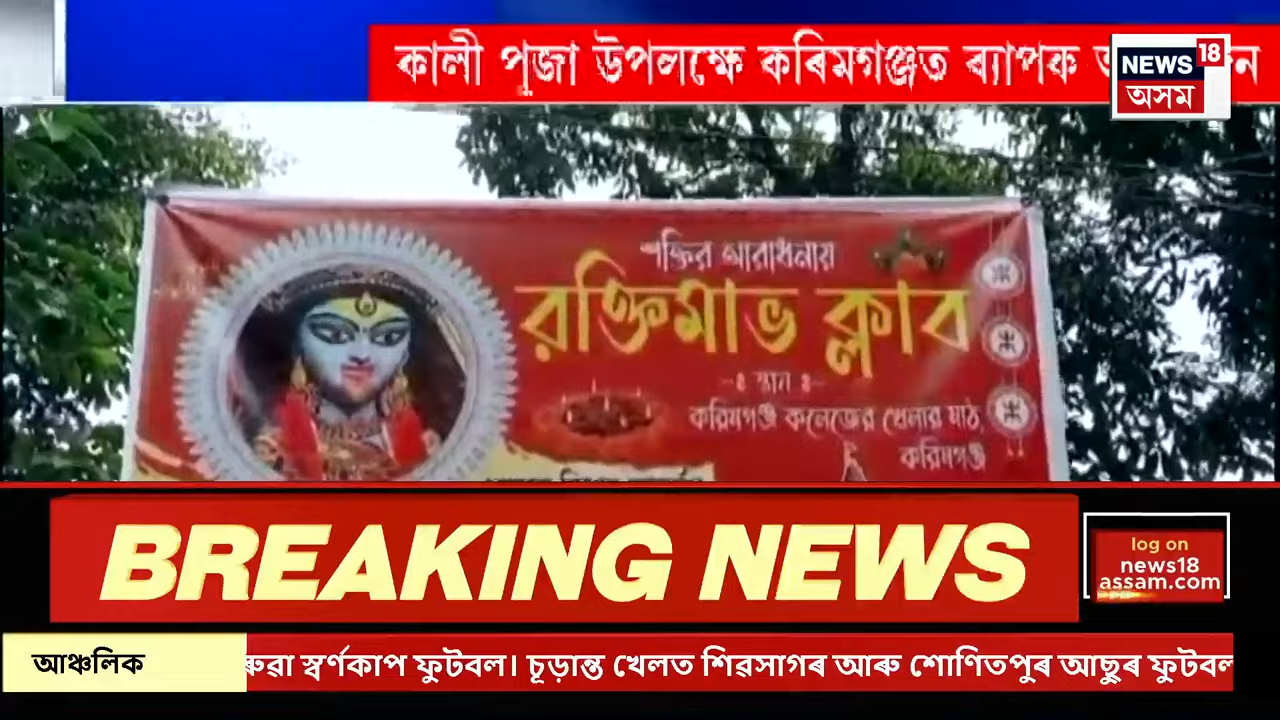 কালী পূজা উপলক্ষে কৰিমগঞ্জত ব্যাপক
NEWS 18
অসম
শক্তির আরাধনায়
রক্তিমাভ ক্লাব
-ঃ স্থান ঃ-
করিমগঞ্জ কলেজের খেলার মাঠ,
করিমগঞ্জ
BREAKING NEWS
log on
news18
assam.com
আঞ্চলিক
ৰুৱা স্বৰ্ণকাপ ফুটবল। চূড়ান্ত খেলত শিৱসাগৰ আৰু শোণিতপুৰ আছুৰ ফুটবল